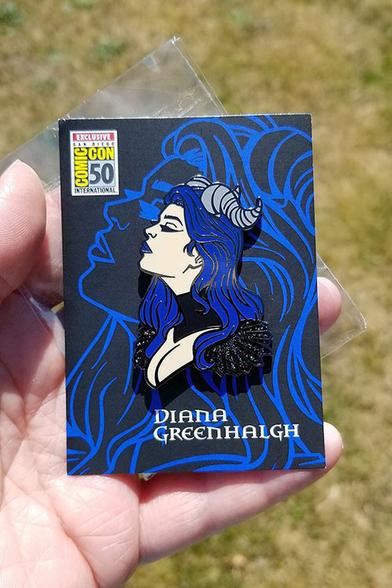 EXCLUSIVE
SAN DIEGO
COMIC CON
50
INTERNATIONAL
DIANA
GREENHALGH